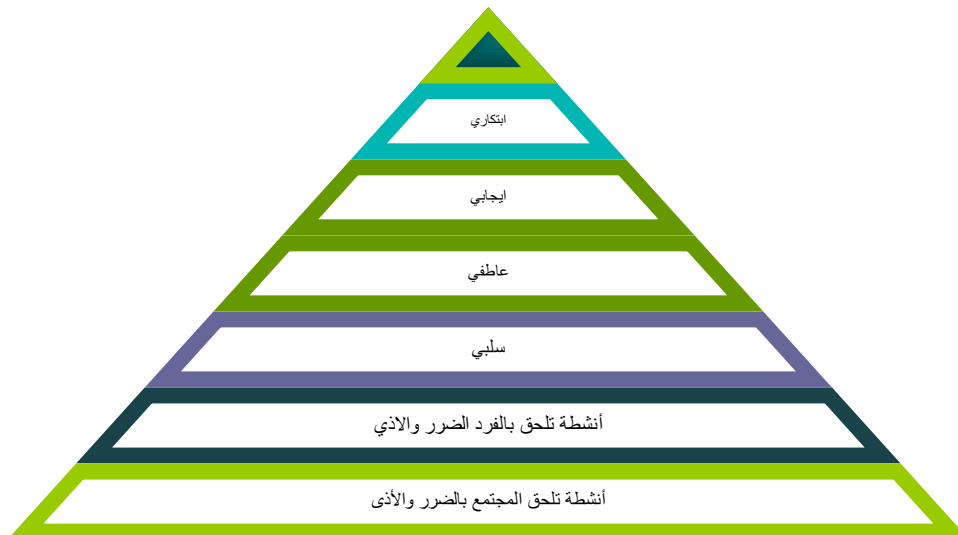 ابتكاري
ايجابي
عاطفي
سلبي
أنشطة تلحق بالفرد الضرر والاذي
أنشطة تلحق المجتمع بالضرر والأذى